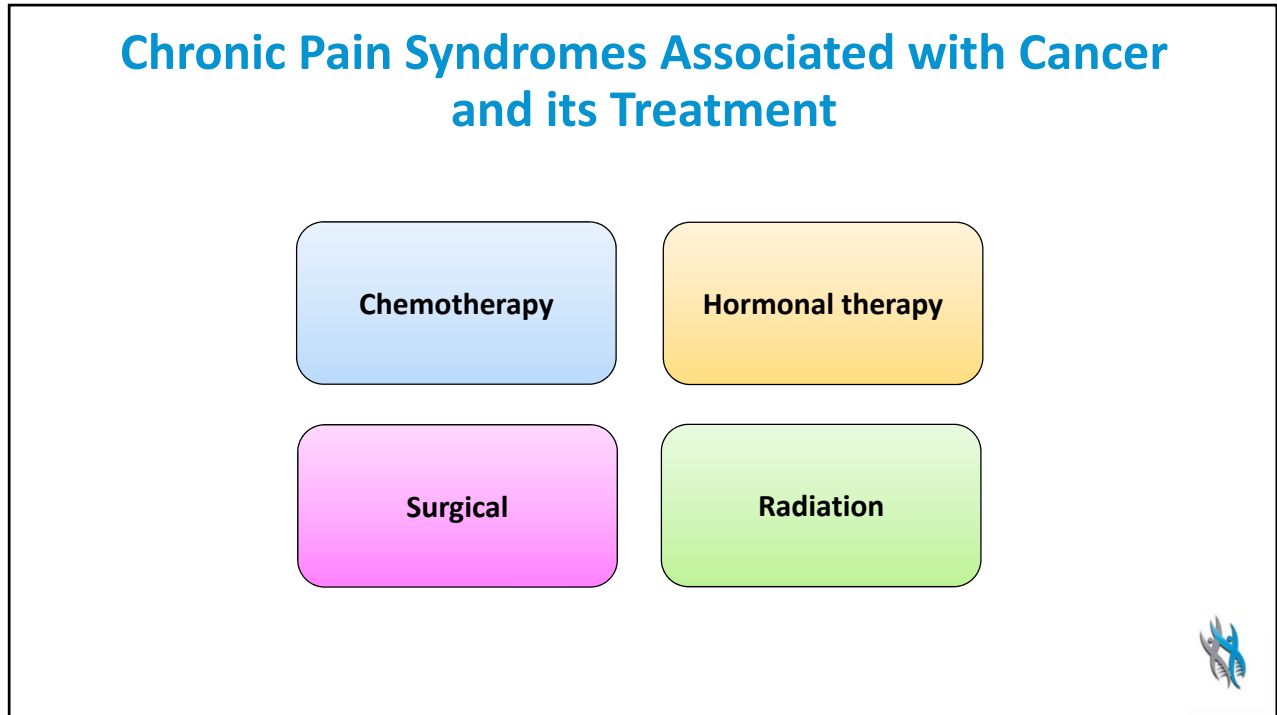 Chronic Pain Syndromes Associated with Cancer
and its Treatment
Chemotherapy
Hormonal therapy
Surgical
Radiation